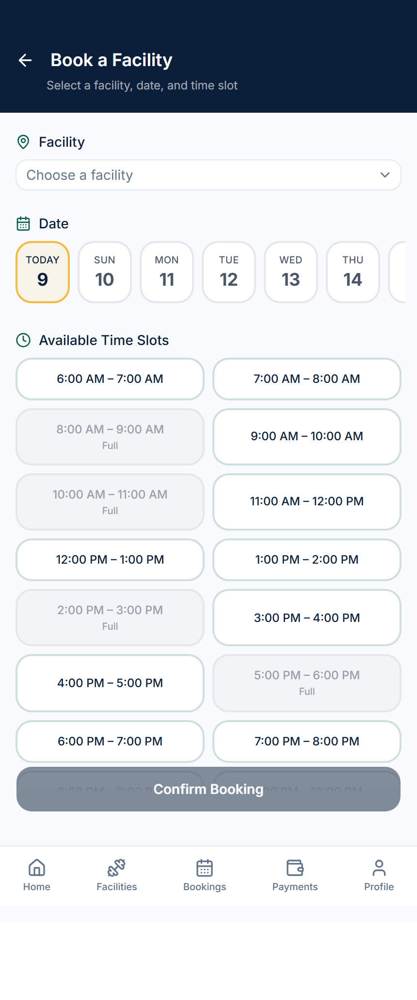 Book a Facility
Select a facility, date, and time slot
Facility
Choose a facility
Date
TODAY SUN MON TUE WED THU
9 10 11 12 13 14
Available Time Slots
6:00 AM – 7:00 AM 7:00 AM – 8:00 AM
8:00 AM – 9:00 AM
Full
9:00 AM – 10:00 AM
10:00 AM – 11:00 AM
Full
11:00 AM – 12:00 PM
12:00 PM – 1:00 PM 1:00 PM – 2:00 PM
2:00 PM – 3:00 PM
Full
3:00 PM – 4:00 PM
4:00 PM – 5:00 PM
5:00 PM – 6:00 PM
Full
6:00 PM – 7:00 PM 7:00 PM – 8:00 PM
Confirm Booking
Home Facilities Bookings Payments Profile